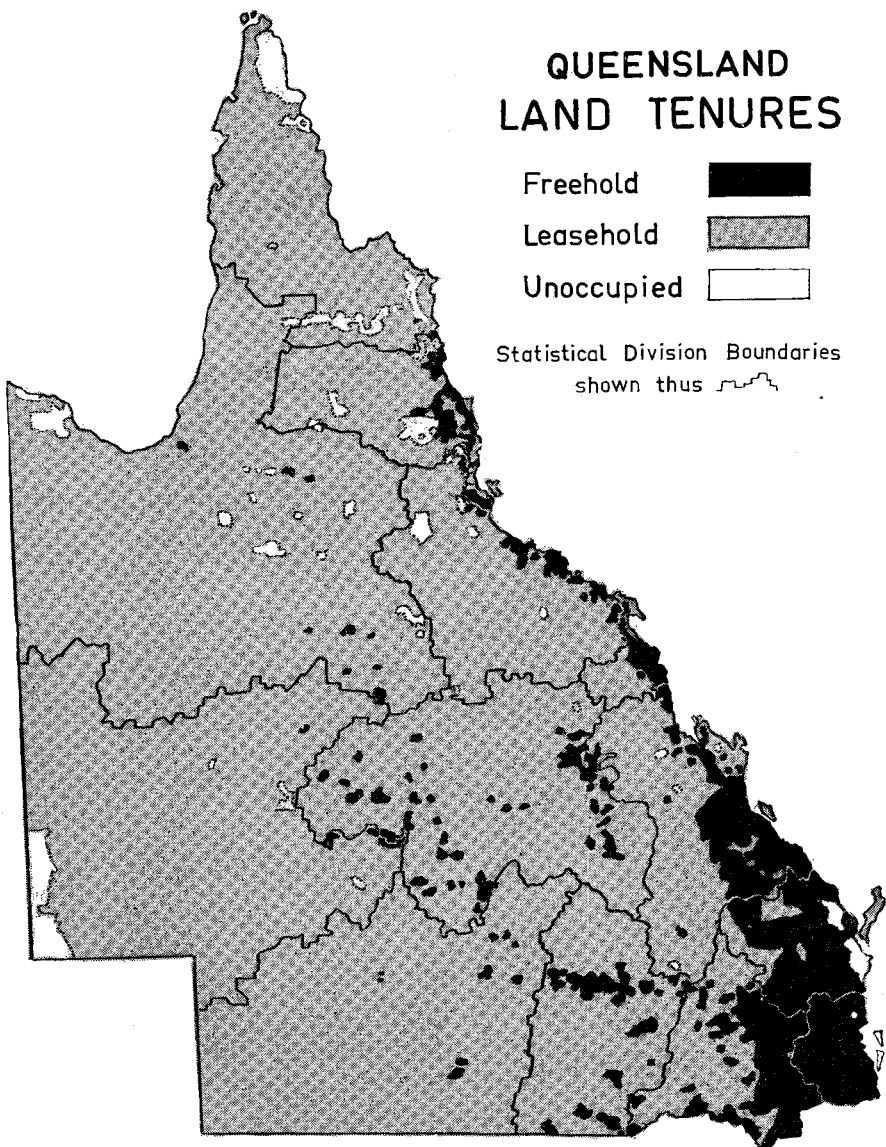 QUEENSLAND
LAND TENURES
Freehold
Leasehold
Unoccupied
Statistical Division Boundaries
shown thus